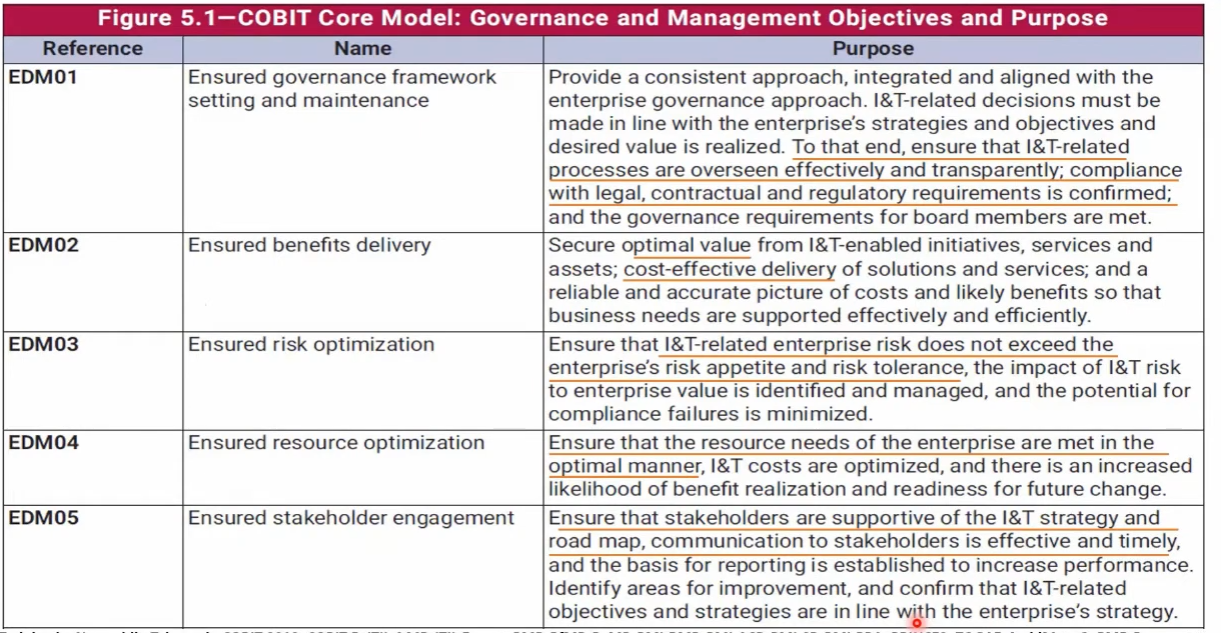 Figure 5.1—COBIT Core Model: Governance and Management Objectives and Purpose
Reference Name Purpose
EDM01 Ensured governance framework setting and maintenance
Provide a consistent approach, integrated and aligned with the
enterprise governance approach. I&T-related decisions must be
made in line with the enterprise's strategies and objectives and
desired value is realized. To that end, ensure that I&T-related
processes are overseen effectively and transparently; compliance
with legal, contractual and regulatory requirements is confirmed;
and the governance requirements for board members are met.
EDM02 Ensured benefits delivery
Secure optimal value from I&T-enabled initiatives, services and
assets; cost-effective delivery of solutions and services; and a
reliable and accurate picture of costs and likely benefits so that
business needs are supported effectively and efficiently.
EDM03 Ensured risk optimization
Ensure that I&T-related enterprise risk does not exceed the
enterprise's risk appetite and risk tolerance, the impact of I&T risk
to enterprise value is identified and managed, and the potential for
compliance failures is minimized.
EDM04 Ensured resource optimization
Ensure that the resource needs of the enterprise are met in the
optimal manner, I&T costs are optimized, and there is an increased
likelihood of benefit realization and readiness for future change.
EDM05 Ensured stakeholder engagement
Ensure that stakeholders are supportive of the I&T strategy and
road map, communication to stakeholders is effective and timely,
and the basis for reporting is established to increase performance.
Identify areas for improvement, and confirm that I&T-related
objectives and strategies are in line with the enterprise's strategy.